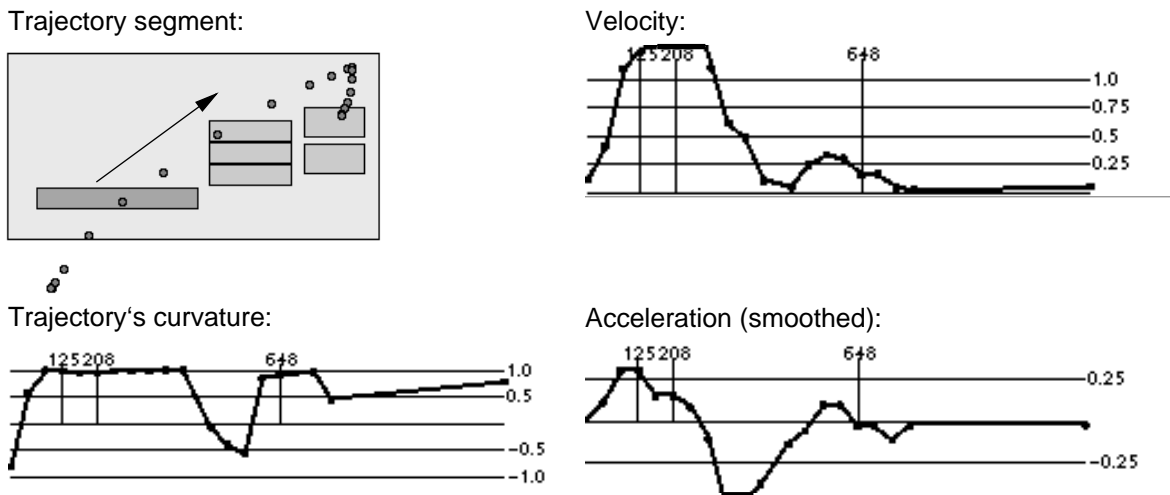 Trajectory segment:
Velocity:
125 208 648
1.0
0.75
0.5
0.25
Trajectory‘s curvature:
125 208 648
1.0
0.5
−0.5
−1.0
Acceleration (smoothed):
125 208 648
0.25
−0.25